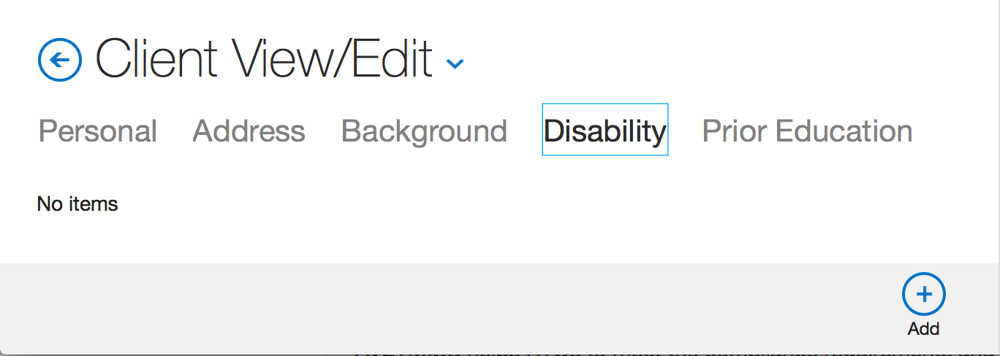 Client View/Edit
Personal Address Background Disability Prior Education
No items
Add